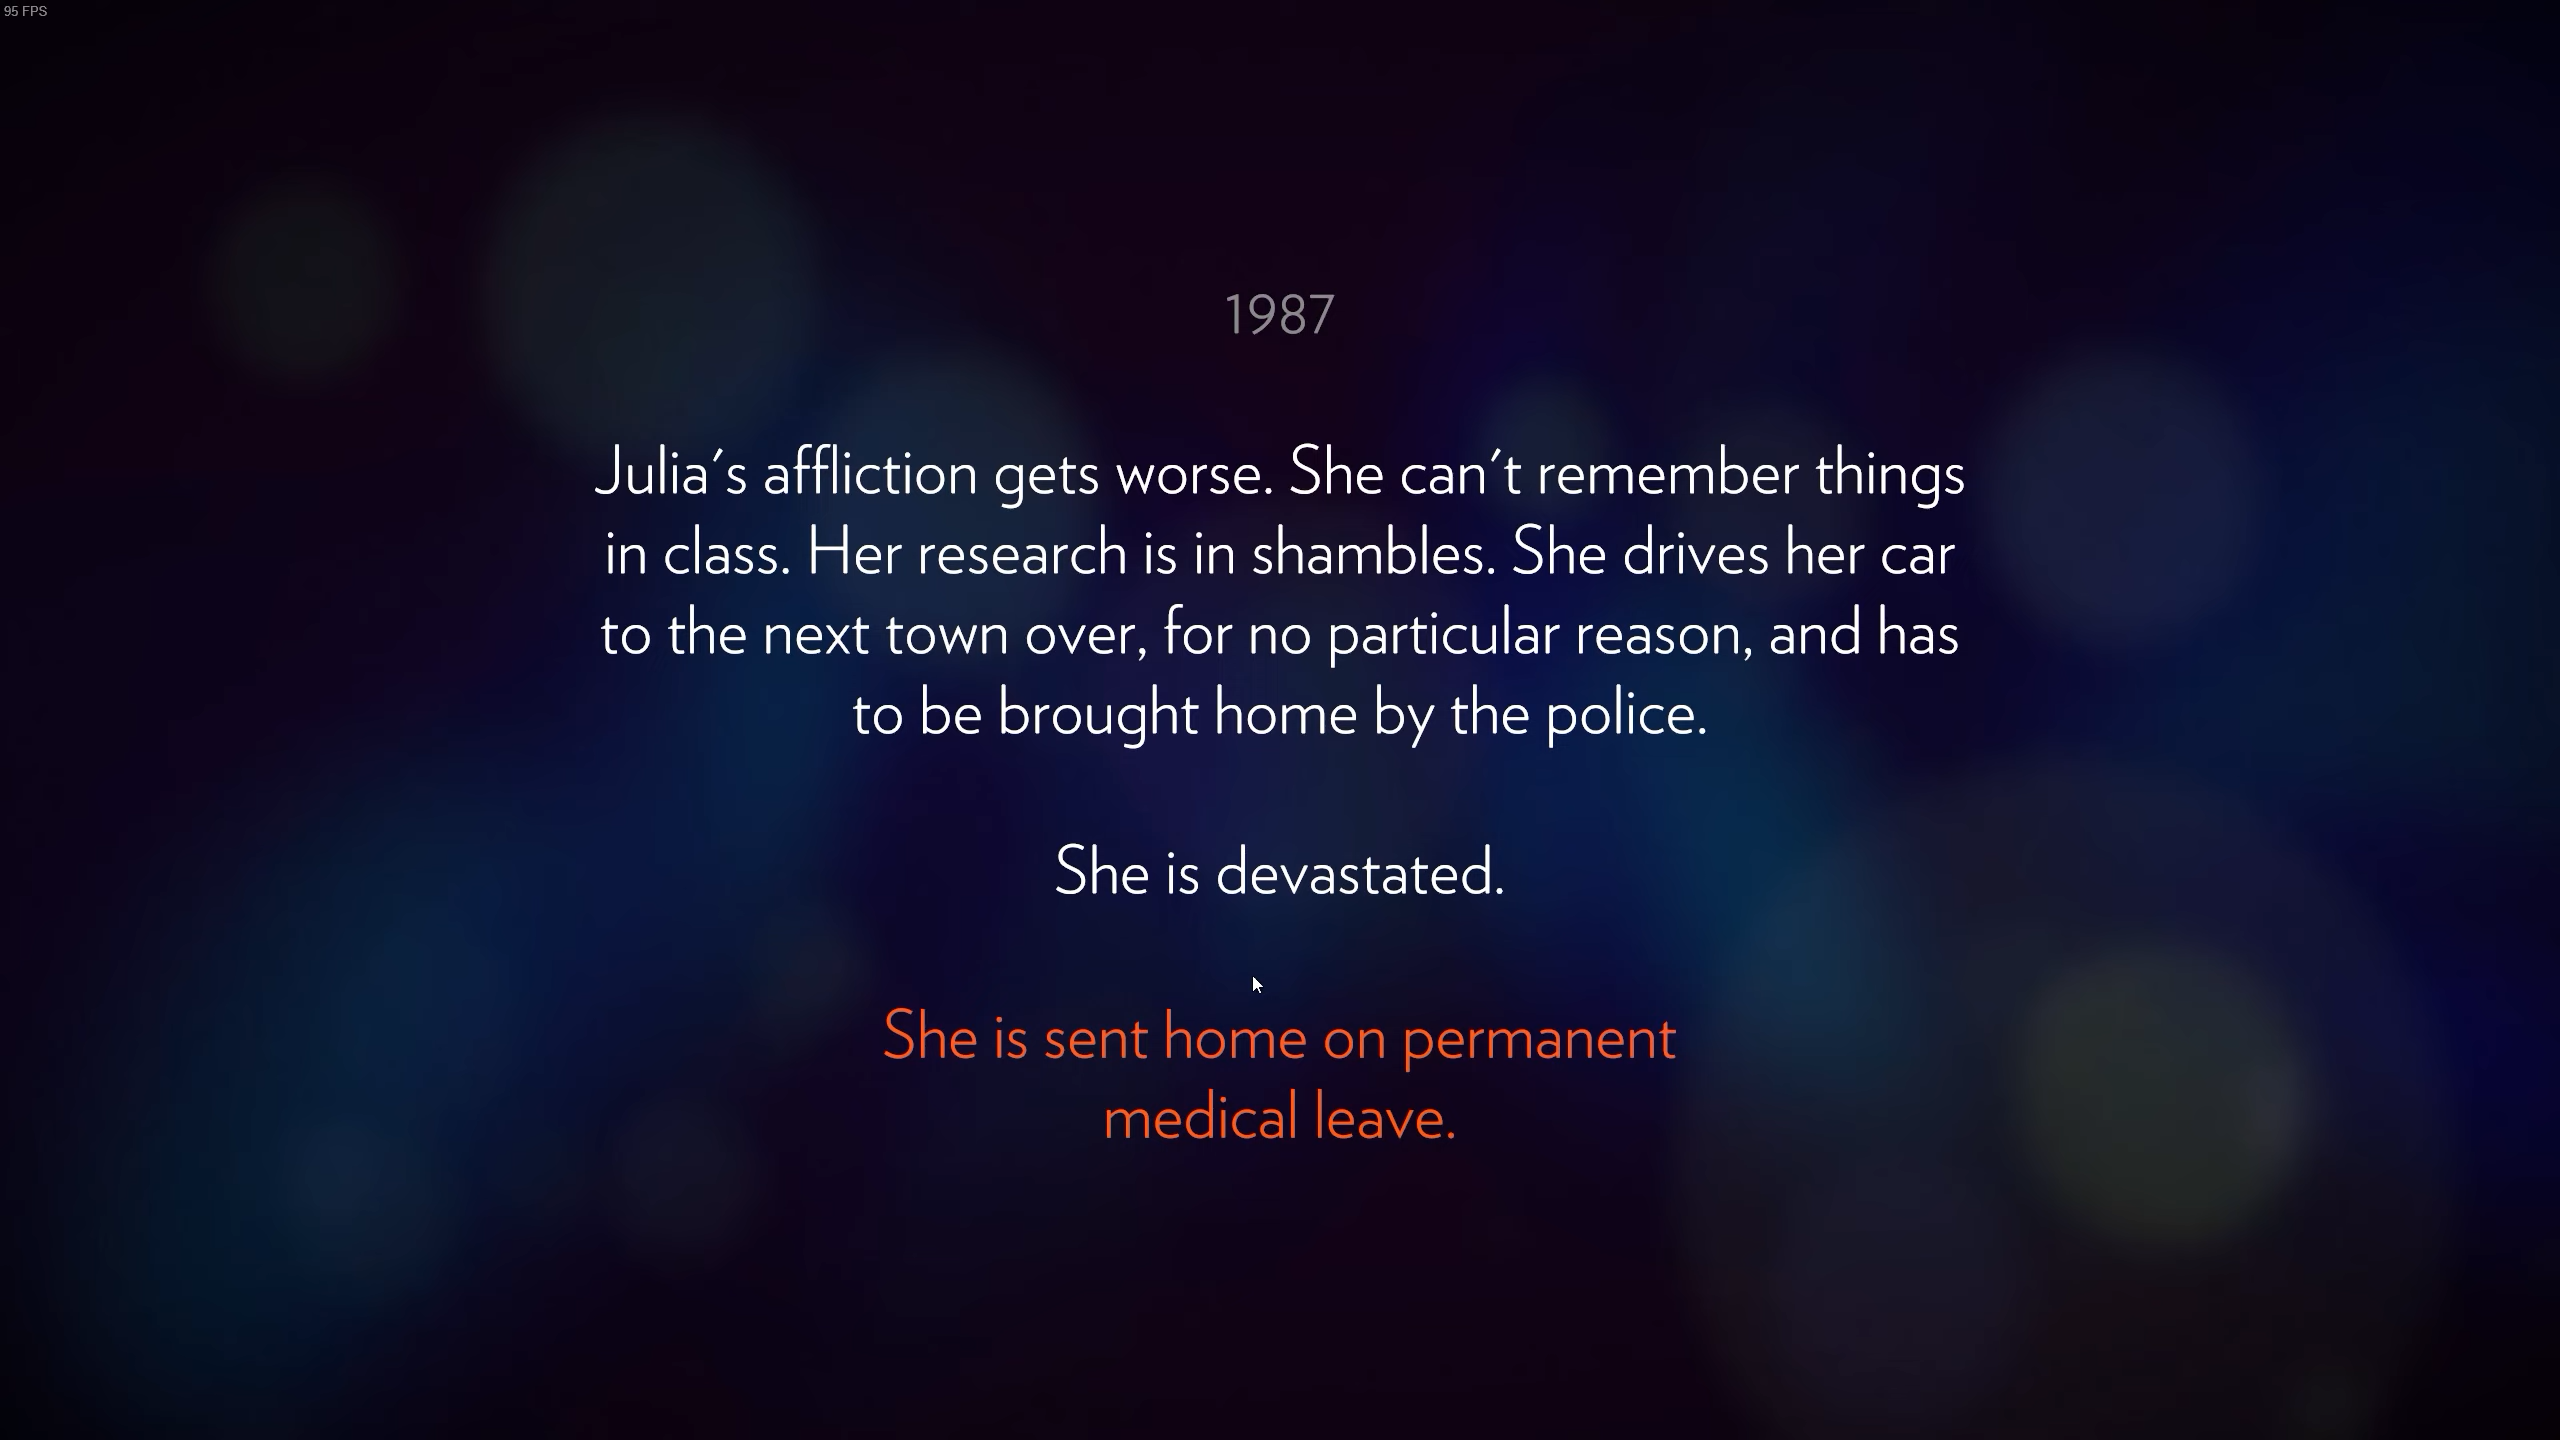 95 FPS
1987
Julia's affliction gets worse. She can't remember things
in class. Her research is in shambles. She drives her car
to the next town over, for no particular reason, and has
to be brought home by the police.
She is devastated.
She is sent home on permanent
medical leave.